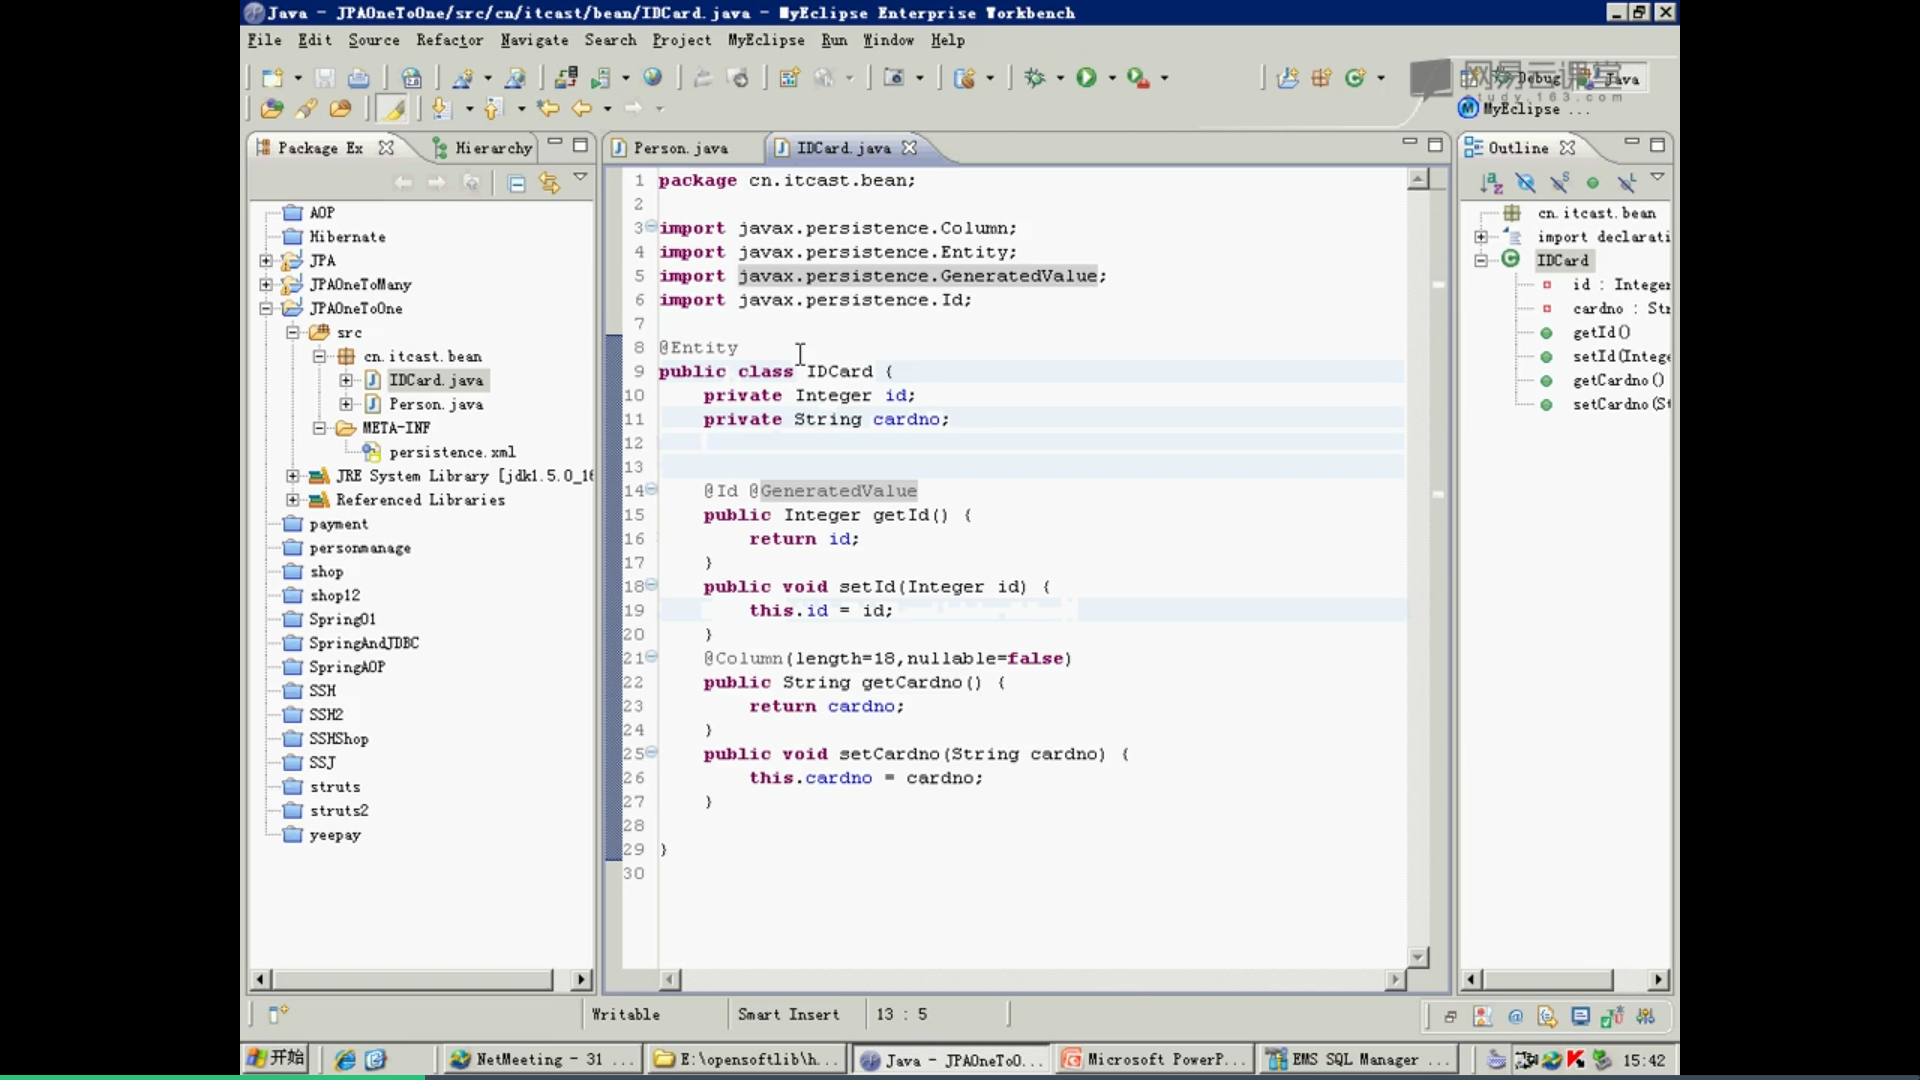 Java - JPAOneToOne/src/cn/itcast/bean/IDCard.java - MyEclipse Enterprise Workbench
File Edit Source Refactor Navigate Search Project MyEclipse Run Window Help
网易云课堂
study.163.com
Debug Java
MyEclipse ...
Package Ex Hierarchy
Person.java IDCard.java
Outline
AOP
Hibernate
JPA
JPAOneToMany
JPAOneToOne
src
cn.itcast.bean
IDCard.java
Person.java
META-INF
persistence.xml
JRE System Library [jdk1.5.0_16
Referenced Libraries
payment
personmanage
shop
shop12
Spring01
SpringAndJDBC
SpringAOP
SSH
SSH2
SSHShop
SSJ
struts
struts2
yeepay
1 package cn.itcast.bean;
2
3 import javax.persistence.Column;
4 import javax.persistence.Entity;
5 import javax.persistence.GeneratedValue;
6 import javax.persistence.Id;
7
8 @Entity
9 public class IDCard {
10 private Integer id;
11 private String cardno;
12
13
14 @Id @GeneratedValue
15 public Integer getId() {
16 return id;
17 }
18 public void setId(Integer id) {
19 this.id = id;
20 }
21 @Column(length=18,nullable=false)
22 public String getCardno() {
23 return cardno;
24 }
25 public void setCardno(String cardno) {
26 this.cardno = cardno;
27 }
28
29 }
30
cn.itcast.bean
import declarati
IDCard
id : Integer
cardno : Str
getId()
setId(Intege
getCardno()
setCardno(St
Writable Smart Insert 13 : 5
开始 NetMeeting - 31 ... E:\opensoftlib\h... Java - JPAOneToO... Microsoft PowerP... EMS SQL Manager ... 15:42